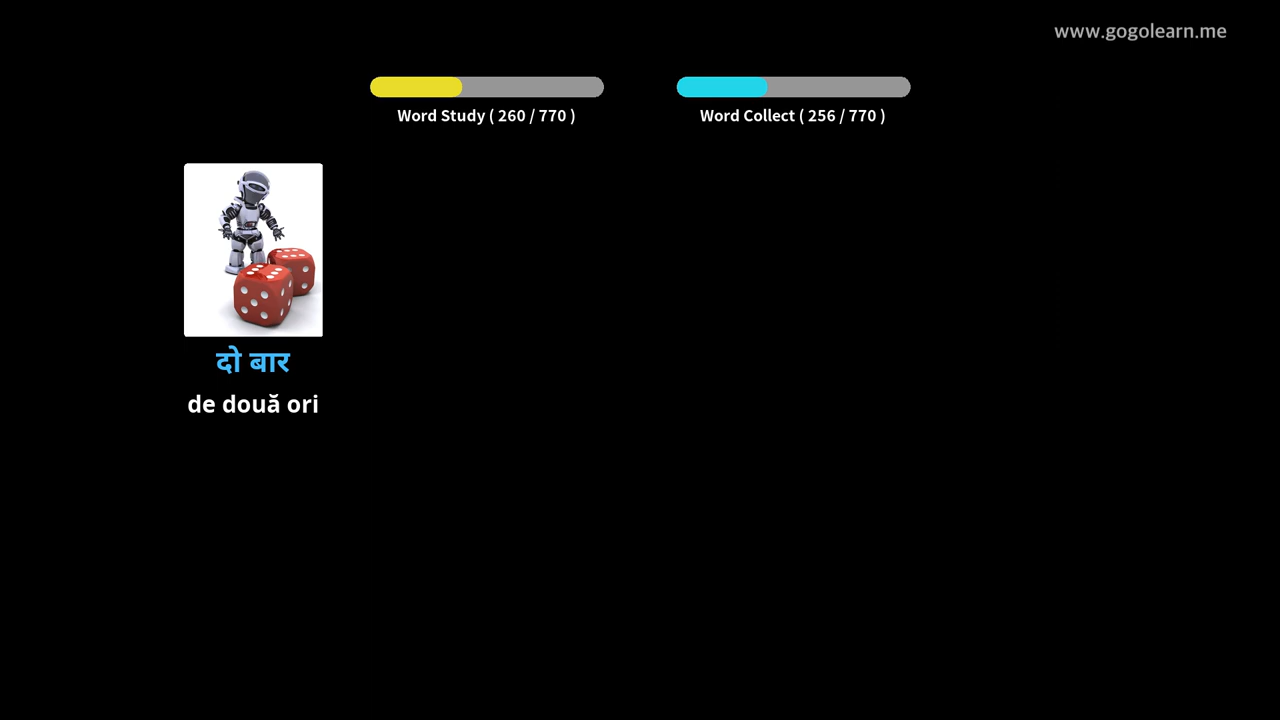 www.gogolearn.me
Word Study ( 260 / 770 )
Word Collect ( 256 / 770 )
दो बार
de două ori